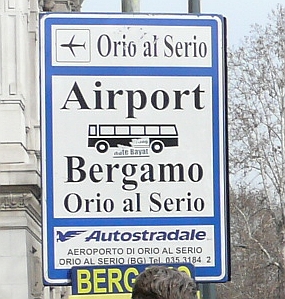 Orio al Serio
Airport
Bergamo
Orio al Serio
Autostradale
AEROPORTO DI ORIO AL SERIO
ORIO AL SERIO (BG) Tel. 035 3184 2
BERGAMO